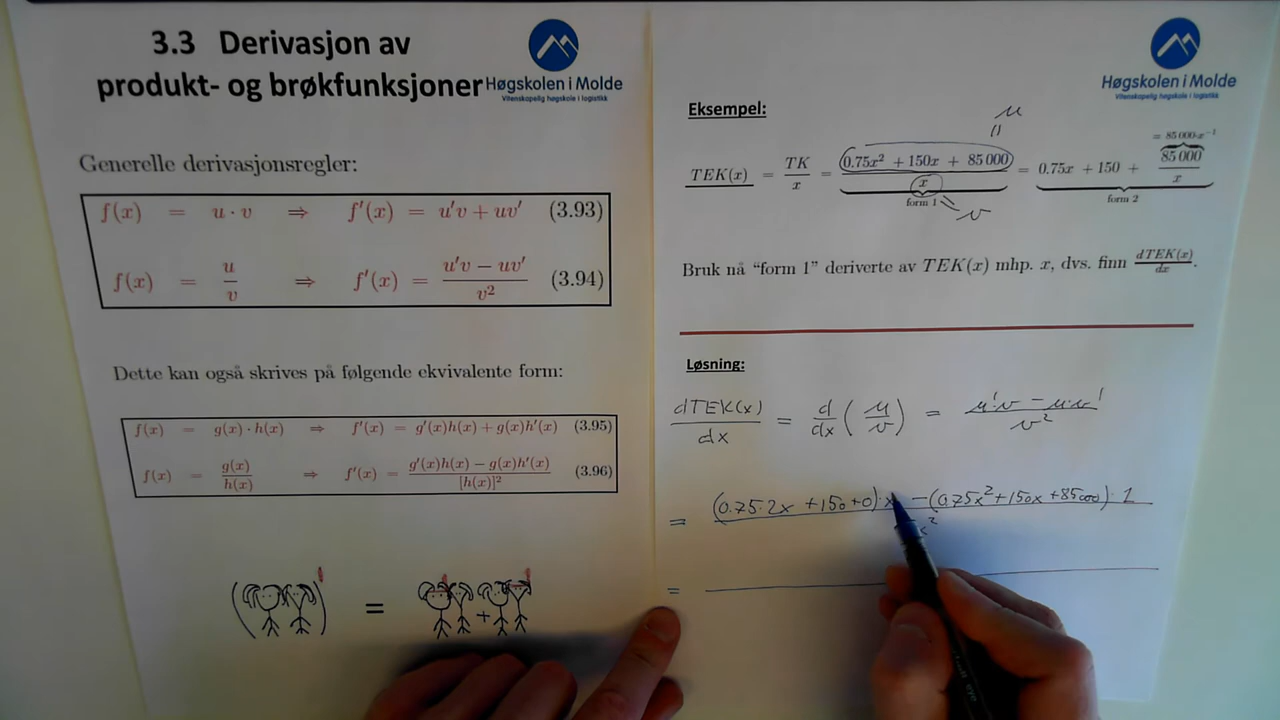 3.3 Derivasjon av
produkt- og brøkfunksjoner
Høgskolen i Molde
Vitenskapelig høgskole i logistikk
Generelle derivasjonsregler:
f(x) = u · v ⇒ f′(x) = u′v + uv′ (3.93)
f(x) = u/v ⇒ f′(x) = (u′v − uv′)/v² (3.94)
Dette kan også skrives på følgende ekvivalente form:
f(x) = g(x) · h(x) ⇒ f′(x) = g′(x)h(x) + g(x)h′(x) (3.95)
f(x) = g(x)/h(x) ⇒ f′(x) = (g′(x)h(x) − g(x)h′(x))/[h(x)]² (3.96)
( )′ = ′ + ′
Høgskolen i Molde
Vitenskapelig høgskole i logistikk
Eksempel:
u
= 85 000·x⁻¹
TEK(x) = TK/x = (0.75x² + 150x + 85 000)/x = 0.75x + 150 + 85 000/x
form 1 form 2
v
Bruk nå “form 1” deriverte av TEK(x) mhp. x, dvs. finn dTEK(x)/dx.
Løsning:
dTEK(x)/dx = d/dx (u/v) = (u′·v − u·v′)/v²
= ((0.75·2x + 150 + 0)·x − (0.75x² + 150x + 85000)·1)/x²
=